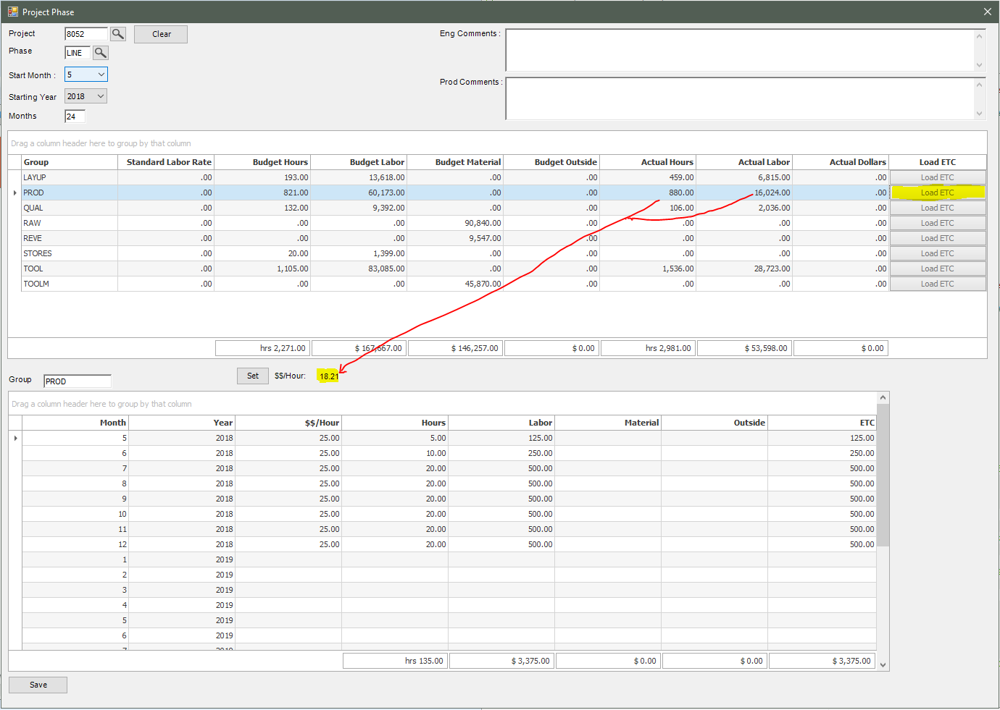 Project Phase
Project 8052 Clear Eng Comments :
Phase LINE
Start Month : 5 Prod Comments :
Starting Year 2018
Months 24
Drag a column header here to group by that column
Group Standard Labor Rate Budget Hours Budget Labor Budget Material Budget Outside Actual Hours Actual Labor Actual Dollars Load ETC
LAYUP .00 193.00 13,618.00 .00 .00 459.00 6,815.00 .00 Load ETC
PROD .00 821.00 60,173.00 .00 .00 880.00 16,024.00 .00 Load ETC
QUAL .00 132.00 9,392.00 .00 .00 106.00 2,036.00 .00 Load ETC
RAW .00 .00 .00 90,840.00 .00 .00 .00 .00 Load ETC
REVE .00 .00 .00 9,547.00 .00 .00 .00 .00 Load ETC
STORES .00 20.00 1,399.00 .00 .00 .00 .00 .00 Load ETC
TOOL .00 1,105.00 83,085.00 .00 .00 1,536.00 28,723.00 .00 Load ETC
TOOLM .00 .00 .00 45,870.00 .00 .00 .00 .00 Load ETC
hrs 2,271.00 $ 167,667.00 $ 146,257.00 $ 0.00 hrs 2,981.00 $ 53,598.00 $ 0.00
Group PROD Set $$/Hour: 18.21
Drag a column header here to group by that column
Month Year $$/Hour Hours Labor Material Outside ETC
5 2018 25.00 5.00 125.00 125.00
6 2018 25.00 10.00 250.00 250.00
7 2018 25.00 20.00 500.00 500.00
8 2018 25.00 20.00 500.00 500.00
9 2018 25.00 20.00 500.00 500.00
10 2018 25.00 20.00 500.00 500.00
11 2018 25.00 20.00 500.00 500.00
12 2018 25.00 20.00 500.00 500.00
1 2019
2 2019
3 2019
4 2019
5 2019
6 2019
7 2019
hrs 135.00 $ 3,375.00 $ 0.00 $ 0.00 $ 3,375.00
Save